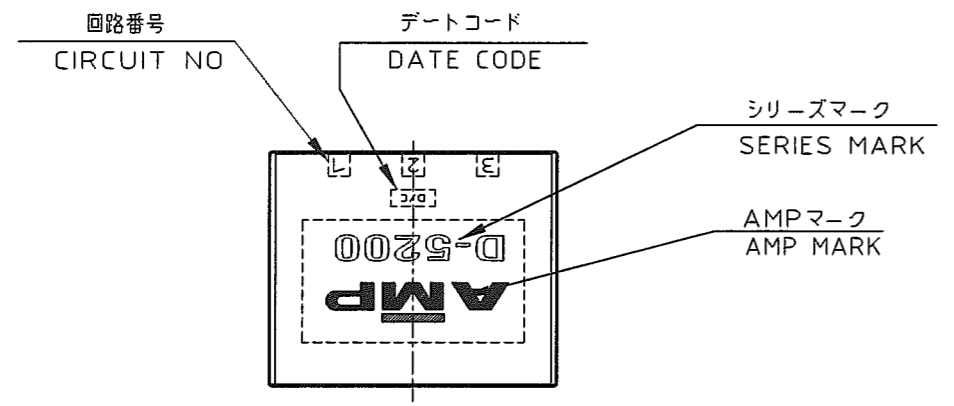 回路番号
CIRCUIT NO
デートコード
DATE CODE
シリーズマーク
SERIES MARK
AMPマーク
AMP MARK
1 2 3
D/C
D-5200
AMP